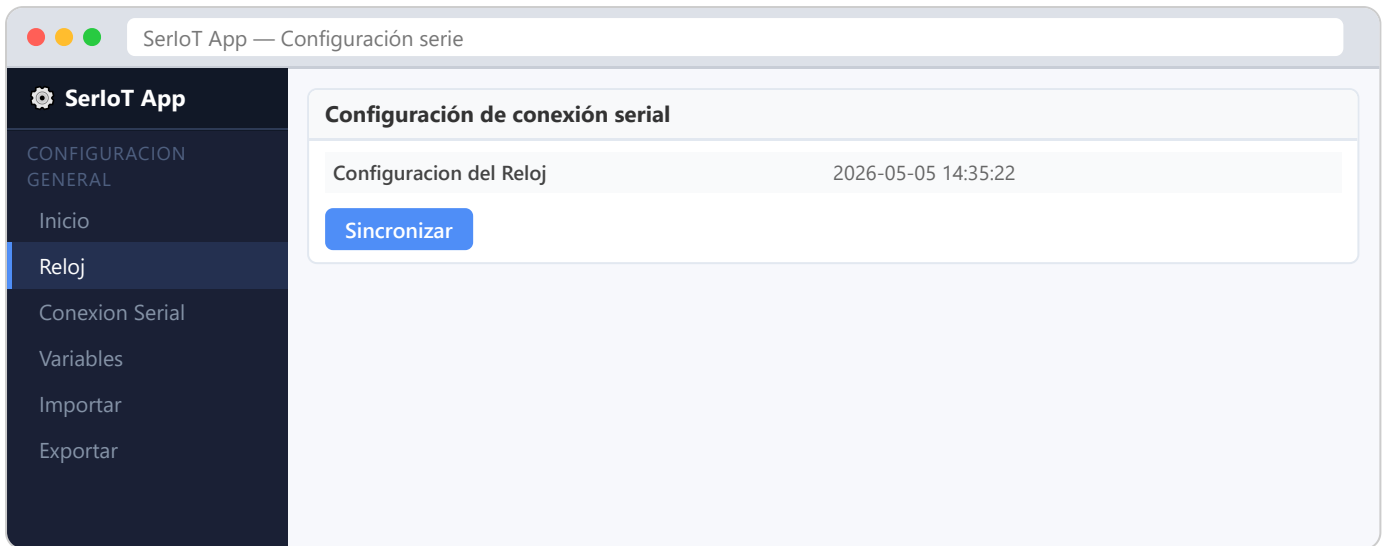 SerIoT App — Configuración serie
SerIoT App
CONFIGURACION
GENERAL
Inicio
Reloj
Conexion Serial
Variables
Importar
Exportar
Configuración de conexión serial
Configuracion del Reloj 2026-05-05 14:35:22
Sincronizar